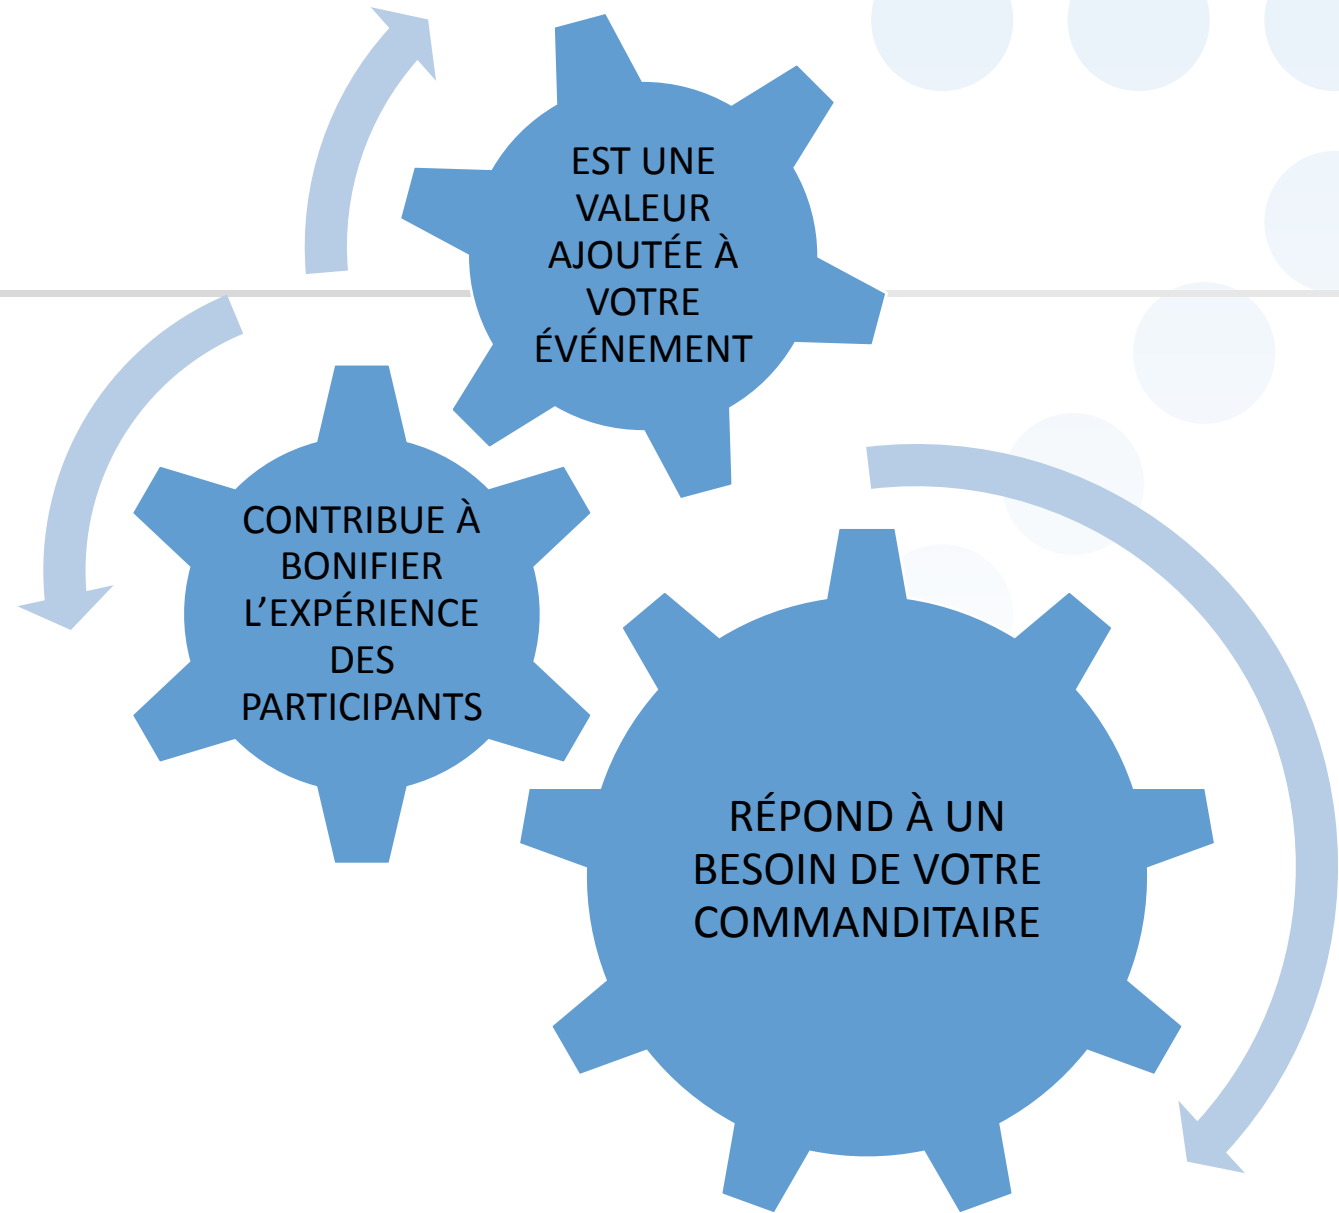 EST UNE
VALEUR
AJOUTÉE À
VOTRE
ÉVÉNEMENT
CONTRIBUE À
BONIFIER
L’EXPÉRIENCE
DES
PARTICIPANTS
RÉPOND À UN
BESOIN DE VOTRE
COMMANDITAIRE